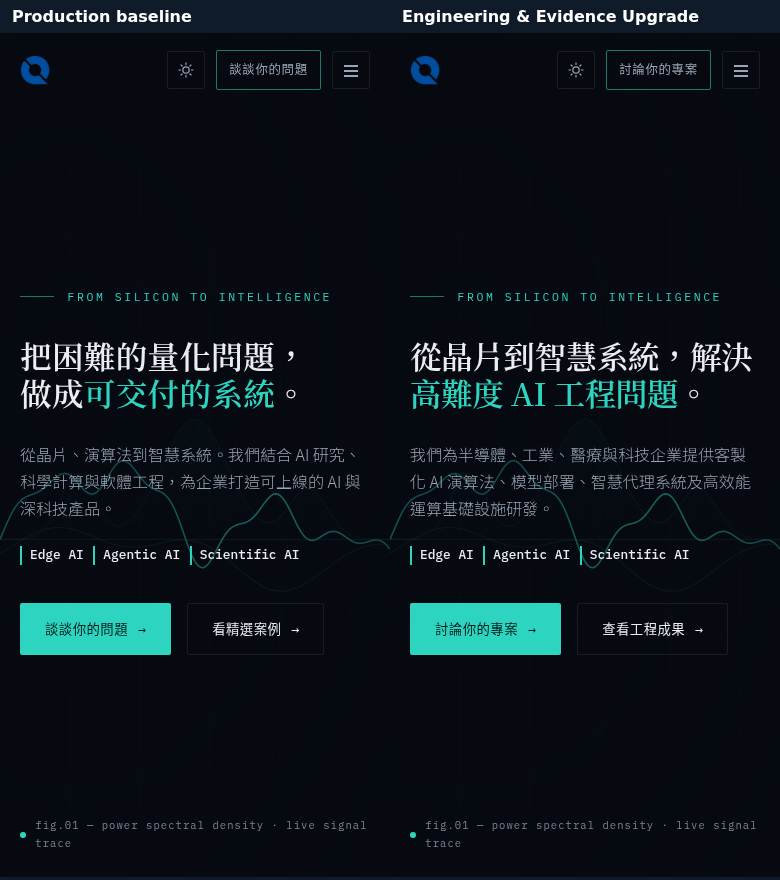 Production baseline
談談你的問題
FROM SILICON TO INTELLIGENCE
把困難的量化問題，
做成可交付的系統。
從晶片、演算法到智慧系統。我們結合 AI 研究、
科學計算與軟體工程，為企業打造可上線的 AI 與
深科技產品。
Edge AI
Agentic AI
Scientific AI
談談你的問題 →
看精選案例 →
fig.01 — power spectral density · live signal
trace
Engineering & Evidence Upgrade
討論你的專案
FROM SILICON TO INTELLIGENCE
從晶片到智慧系統，解決
高難度 AI 工程問題。
我們為半導體、工業、醫療與科技企業提供客製
化 AI 演算法、模型部署、智慧代理系統及高效能
運算基礎設施研發。
Edge AI
Agentic AI
Scientific AI
討論你的專案 →
查看工程成果 →
fig.01 — power spectral density · live signal
trace